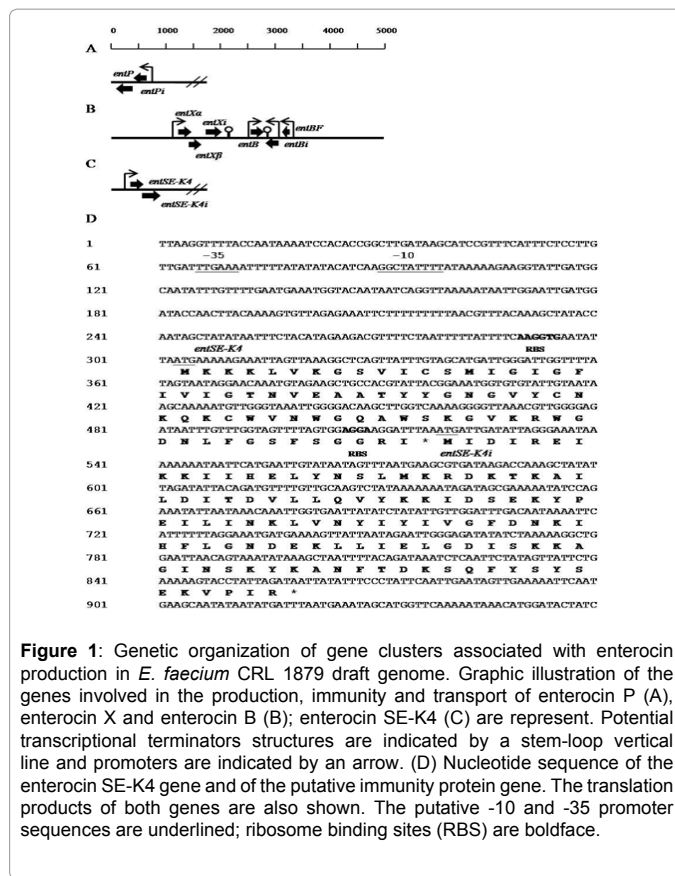 A
0 1000 2000 3000 4000 5000
entP
entPi
B
entXα entXi entBF
entXβ entB entBi
C
entSE-K4
entSE-K4i
D
1 TTAAGGTTTTACCAATAAAATCCACACCGGCTTGATAAGCATCCGTTTCATTTCTCCTTG
−35 −10
61 TTGATTTGAAAATTTTTATATATACATCAAGGCTATTTTATAAAAAGAAGGTATTGATGG
121 CAATATTTGTTTTGAATGAAATGGTACAATAATCAGGTTAAAAATAATTGGAATTGATGG
181 ATACCAACTTACAAAAGTGTTAGAGAATTCTTTTTTTTTTAACGTTTACAAAGCTATACC
241 AATAGCTATATAATTTCTACATAGAAGACGTTTTCTAATTTTTATTTTCAAGGTGAATAT
entSE-K4 RBS
301 TAATGAAAAAGAAATTAGTTAAAGGCTCAGTTATTTGTAGCATGATTGGGATTGGTTTTA
M K K K L V K G S V I C S M I G I G F
361 TAGTAATAGGAACAAATGTAGAAGCTGCCACGTATTACGGAAATGGTGTGTATTGTAATA
I V I G T N V E A A T Y Y G N G V Y C N
421 AGCAAAAATGTTGGGTAAATTGGGGACAAGCTTGGTCAAAAGGGGTTAAACGTTGGGGAG
K Q K C W V N W G Q A W S K G V K R W G
481 ATAATTTGTTTGGTAGTTTTAGTGGAGGAAGGATTTAAATGATTGATATTAGGGAAATAA
D N L F G S F S G G R I * M I D I R E I
RBS entSE-K4i
541 AAAAAATAATTCATGAATTGTATAATAGTTTAATGAAGCGTGATAAGACCAAAGCTATAT
K K I I H E L Y N S L M K R D K T K A I
601 TAGATATTACAGATGTTTTGTTGCAAGTCTATAAAAAAATAGATAGCGAAAAATATCCAG
L D I T D V L L Q V Y K K I D S E K Y P
661 AAATATTAATAAACAAATTGGTGAATTATATCTATATTGTTGGATTTGACAATAAAATTC
E I L I N K L V N Y I Y I V G F D N K I
721 ATTTTTTAGGAAATGATGAAAAGTTATTAATAGAATTGGGAGATATATCTAAAAAGGCTG
H F L G N D E K L L I E L G D I S K K A
781 GAATTAACAGTAAATATAAAGCTAATTTTACAGATAAATCTCAATTCTATAGTTATTCTG
G I N S K Y K A N F T D K S Q F Y S Y S
841 AAAAAGTACCTATTAGATAATTATATTTCCCTATTCAATTGAATAGTTGAAAAATTCAAT
E K V P I R *
901 GAAGCAATATAATATGATTTAATGAAATAGCATGGTTCAAAAATAAACATGGATACTATC
Figure 1: Genetic organization of gene clusters associated with enterocin
production in E. faecium CRL 1879 draft genome. Graphic illustration of the
genes involved in the production, immunity and transport of enterocin P (A),
enterocin X and enterocin B (B); enterocin SE-K4 (C) are represent. Potential
transcriptional terminators structures are indicated by a stem-loop vertical
line and promoters are indicated by an arrow. (D) Nucleotide sequence of the
enterocin SE-K4 gene and of the putative immunity protein gene. The translation
products of both genes are also shown. The putative -10 and -35 promoter
sequences are underlined; ribosome binding sites (RBS) are boldface.